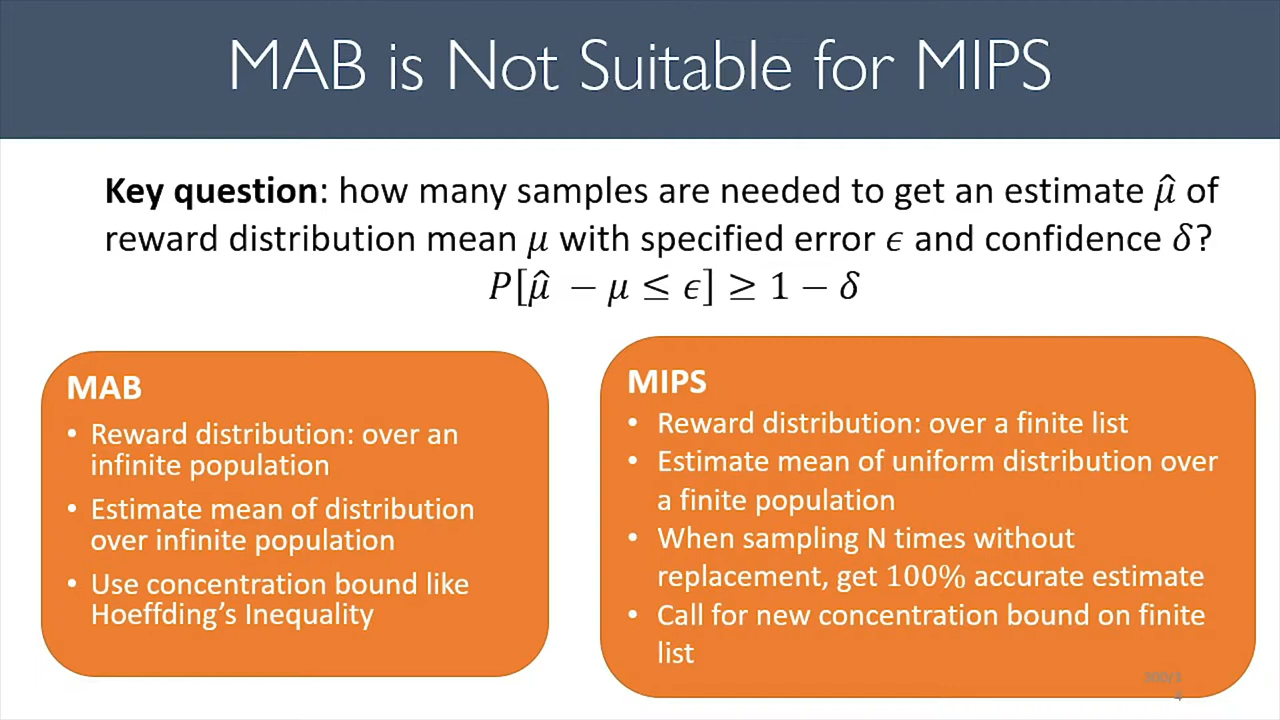 MAB is Not Suitable for MIPS
Key question: how many samples are needed to get an estimate μ̂ of
reward distribution mean μ with specified error ϵ and confidence δ?
P[μ̂ − μ ≤ ϵ] ≥ 1 − δ
MAB
• Reward distribution: over an
infinite population
• Estimate mean of distribution
over infinite population
• Use concentration bound like
Hoeffding’s Inequality
MIPS
• Reward distribution: over a finite list
• Estimate mean of uniform distribution over
a finite population
• When sampling N times without
replacement, get 100% accurate estimate
• Call for new concentration bound on finite
list